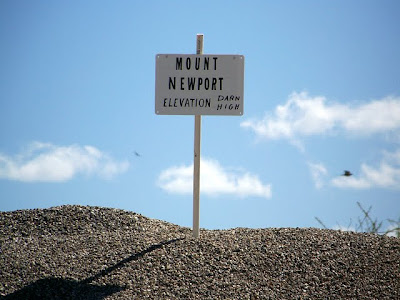 MOUNT
NEWPORT
ELEVATION DARN HIGH